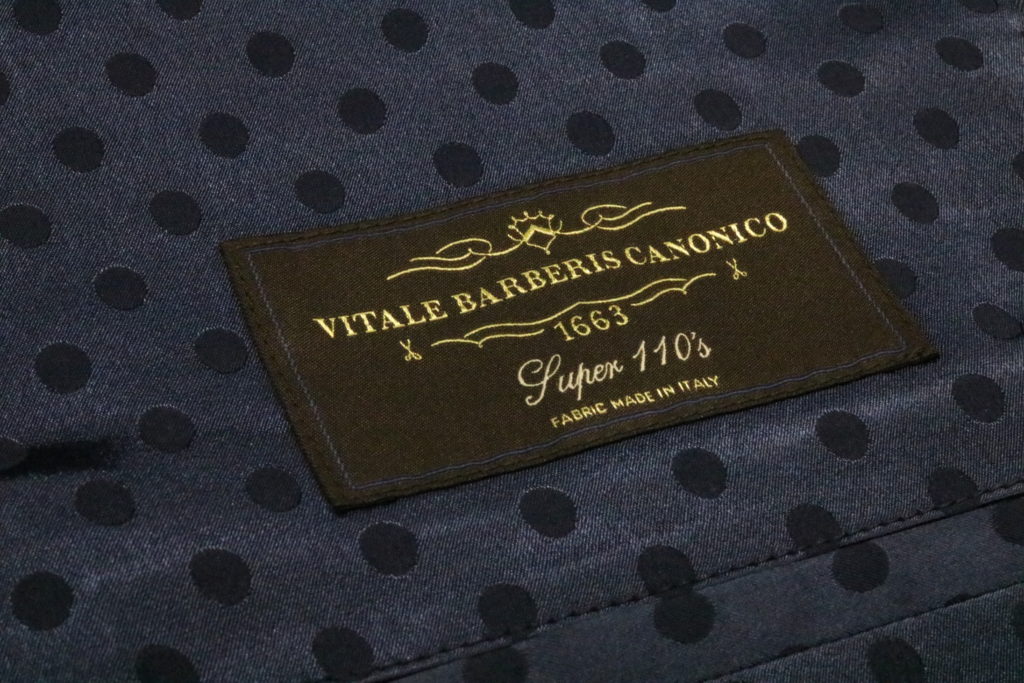 VITALE BARBERIS CANONICO
1663
Super 110's
FABRIC MADE IN ITALY